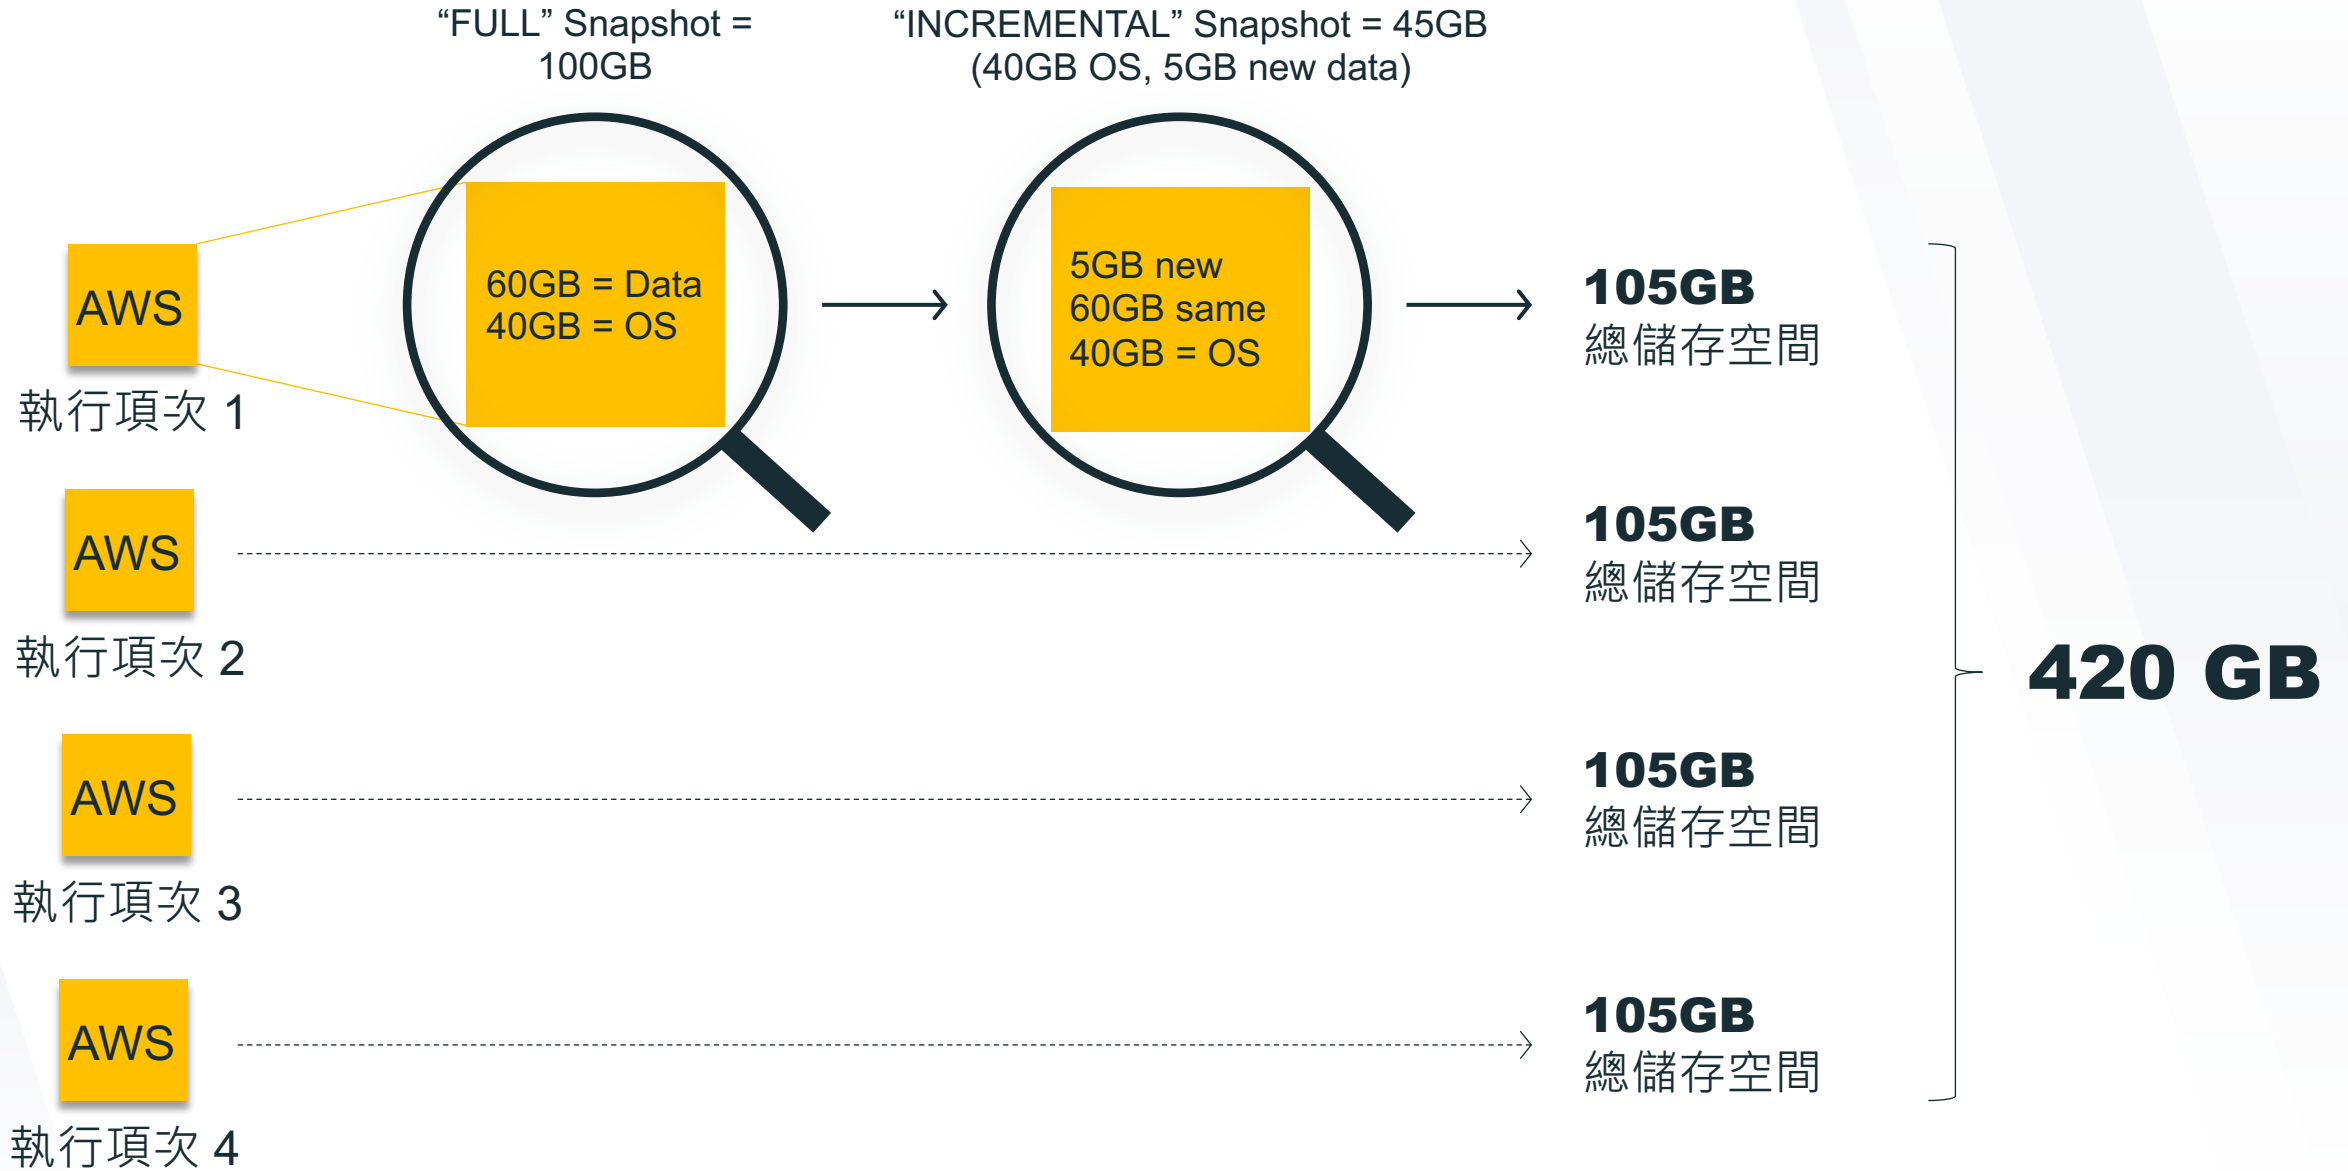 “FULL” Snapshot =
100GB
“INCREMENTAL” Snapshot = 45GB
(40GB OS, 5GB new data)
AWS
執行項次 1
60GB = Data
40GB = OS
5GB new
60GB same
40GB = OS
105GB
總儲存空間
AWS
執行項次 2
105GB
總儲存空間
AWS
執行項次 3
105GB
總儲存空間
AWS
執行項次 4
105GB
總儲存空間
420 GB